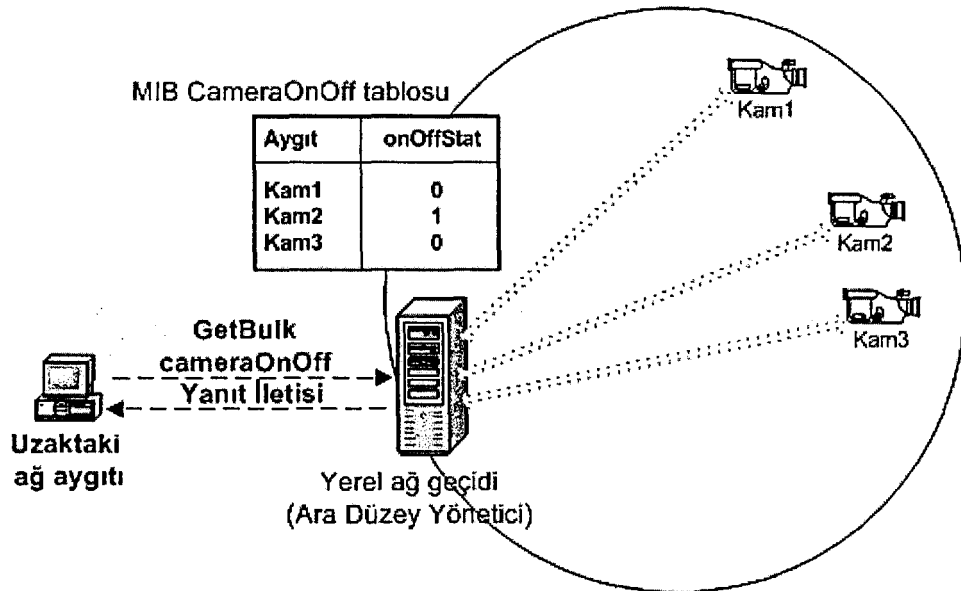 MIB CameraOnOff tablosu
Aygıt onOffStat
Kam1 0
Kam2 1
Kam3 0
Kam1
Kam2
Kam3
GetBulk
cameraOnOff
Yanıt İletisi
Uzaktaki
ağ aygıtı
Yerel ağ geçidi
(Ara Düzey Yönetici)